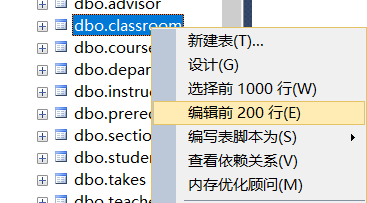 dbo.advisor
dbo.classroom
dbo.cours
dbo.depar
dbo.instruc
dbo.prerec
dbo.sectio
dbo.studer
dbo.takes
dbo.teache
新建表(T)...
设计(G)
选择前 1000 行(W)
编辑前 200 行(E)
编写表脚本为(S)
查看依赖关系(V)
内存优化顾问(M)